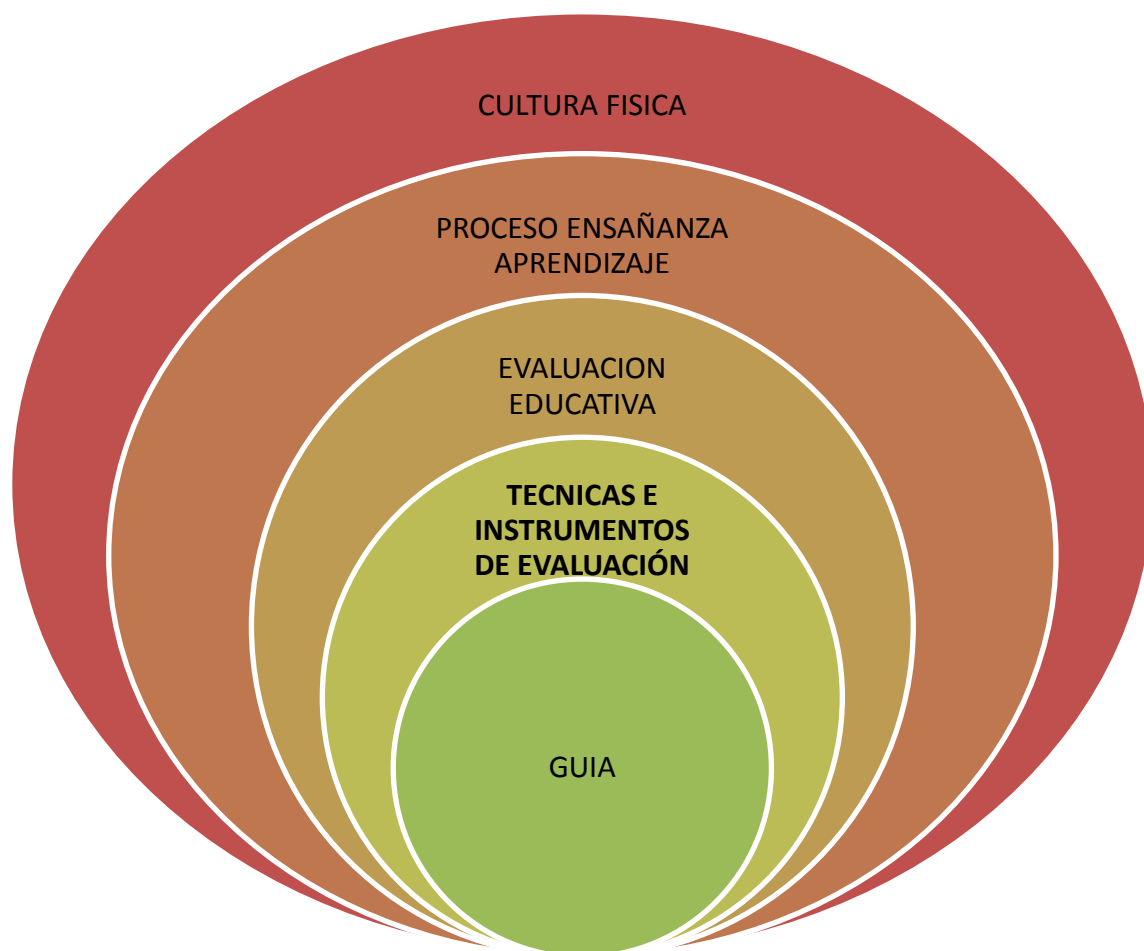 CULTURA FISICA
PROCESO ENSAÑANZA
APRENDIZAJE
EVALUACION
EDUCATIVA
TECNICAS E
INSTRUMENTOS
DE EVALUACIÓN
GUIA